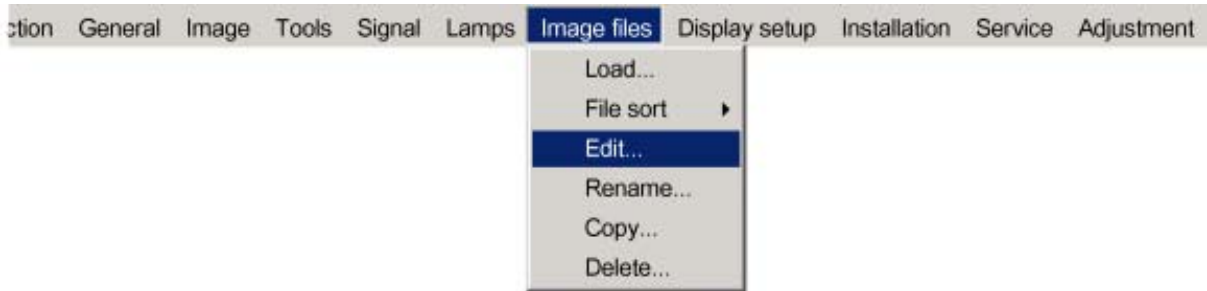 General Image Tools Signal Lamps Image files Display setup Installation Service Adjustment
Load...
File sort
Edit...
Rename...
Copy...
Delete...